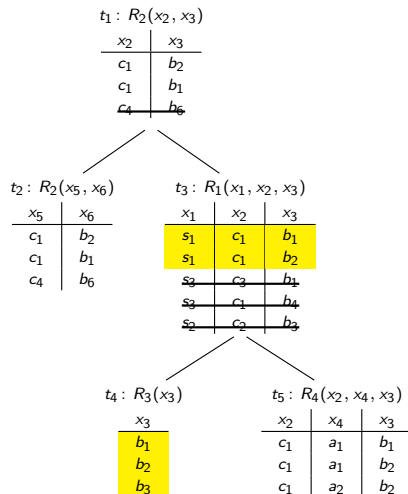 t₁: R₂(x₂, x₃)
x₂ x₃
c₁ b₂
c₁ b₁
c₄ b₆
t₂: R₂(x₅, x₆)
x₅ x₆
c₁ b₂
c₁ b₁
c₄ b₆
t₃: R₁(x₁, x₂, x₃)
x₁ x₂ x₃
s₁ c₁ b₁
s₁ c₁ b₂
s₃ c₃ b₁
s₃ c₁ b₄
s₂ c₂ b₃
t₄: R₃(x₃)
x₃
b₁
b₂
b₃
t₅: R₄(x₂, x₄, x₃)
x₂ x₄ x₃
c₁ a₁ b₁
c₁ a₁ b₂
c₁ a₂ b₂